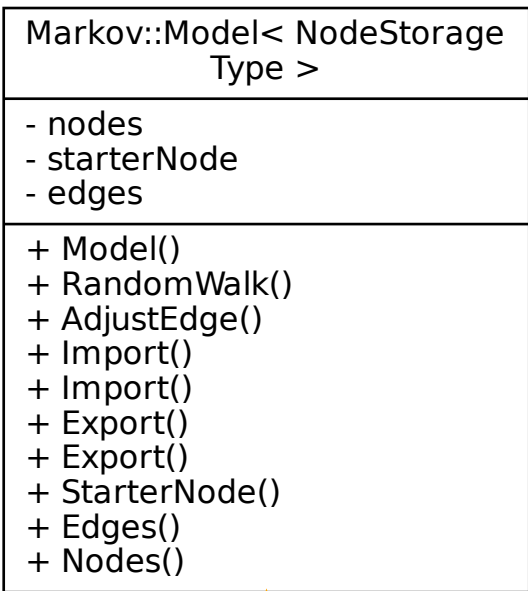 Markov::Model< NodeStorage
Type >
- nodes
- starterNode
- edges
+ Model()
+ RandomWalk()
+ AdjustEdge()
+ Import()
+ Import()
+ Export()
+ Export()
+ StarterNode()
+ Edges()
+ Nodes()